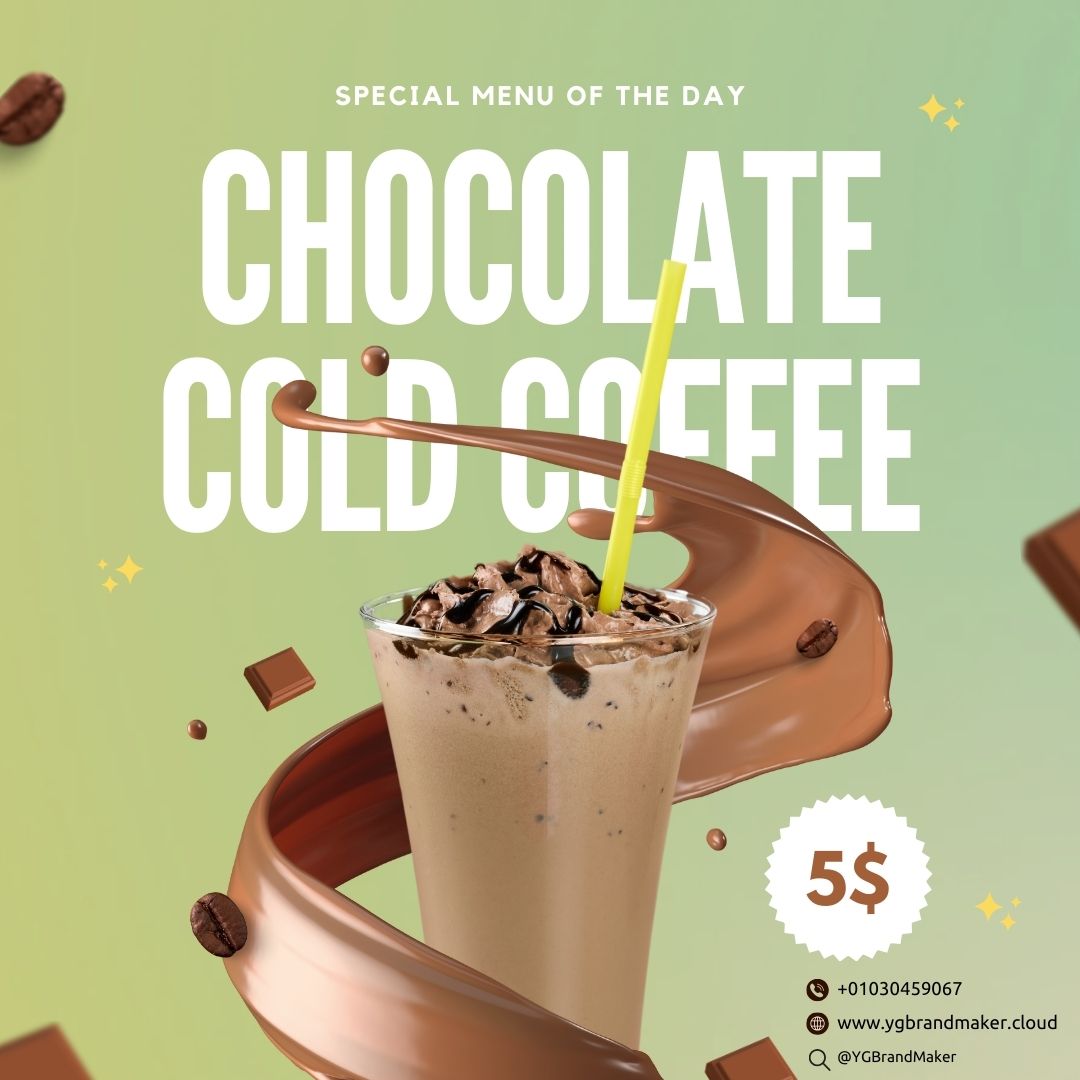 SPECIAL MENU OF THE DAY
CHOCOLATE
COLD COFFEE
5$
+01030459067
www.ygbrandmaker.cloud
@YGBrandMaker